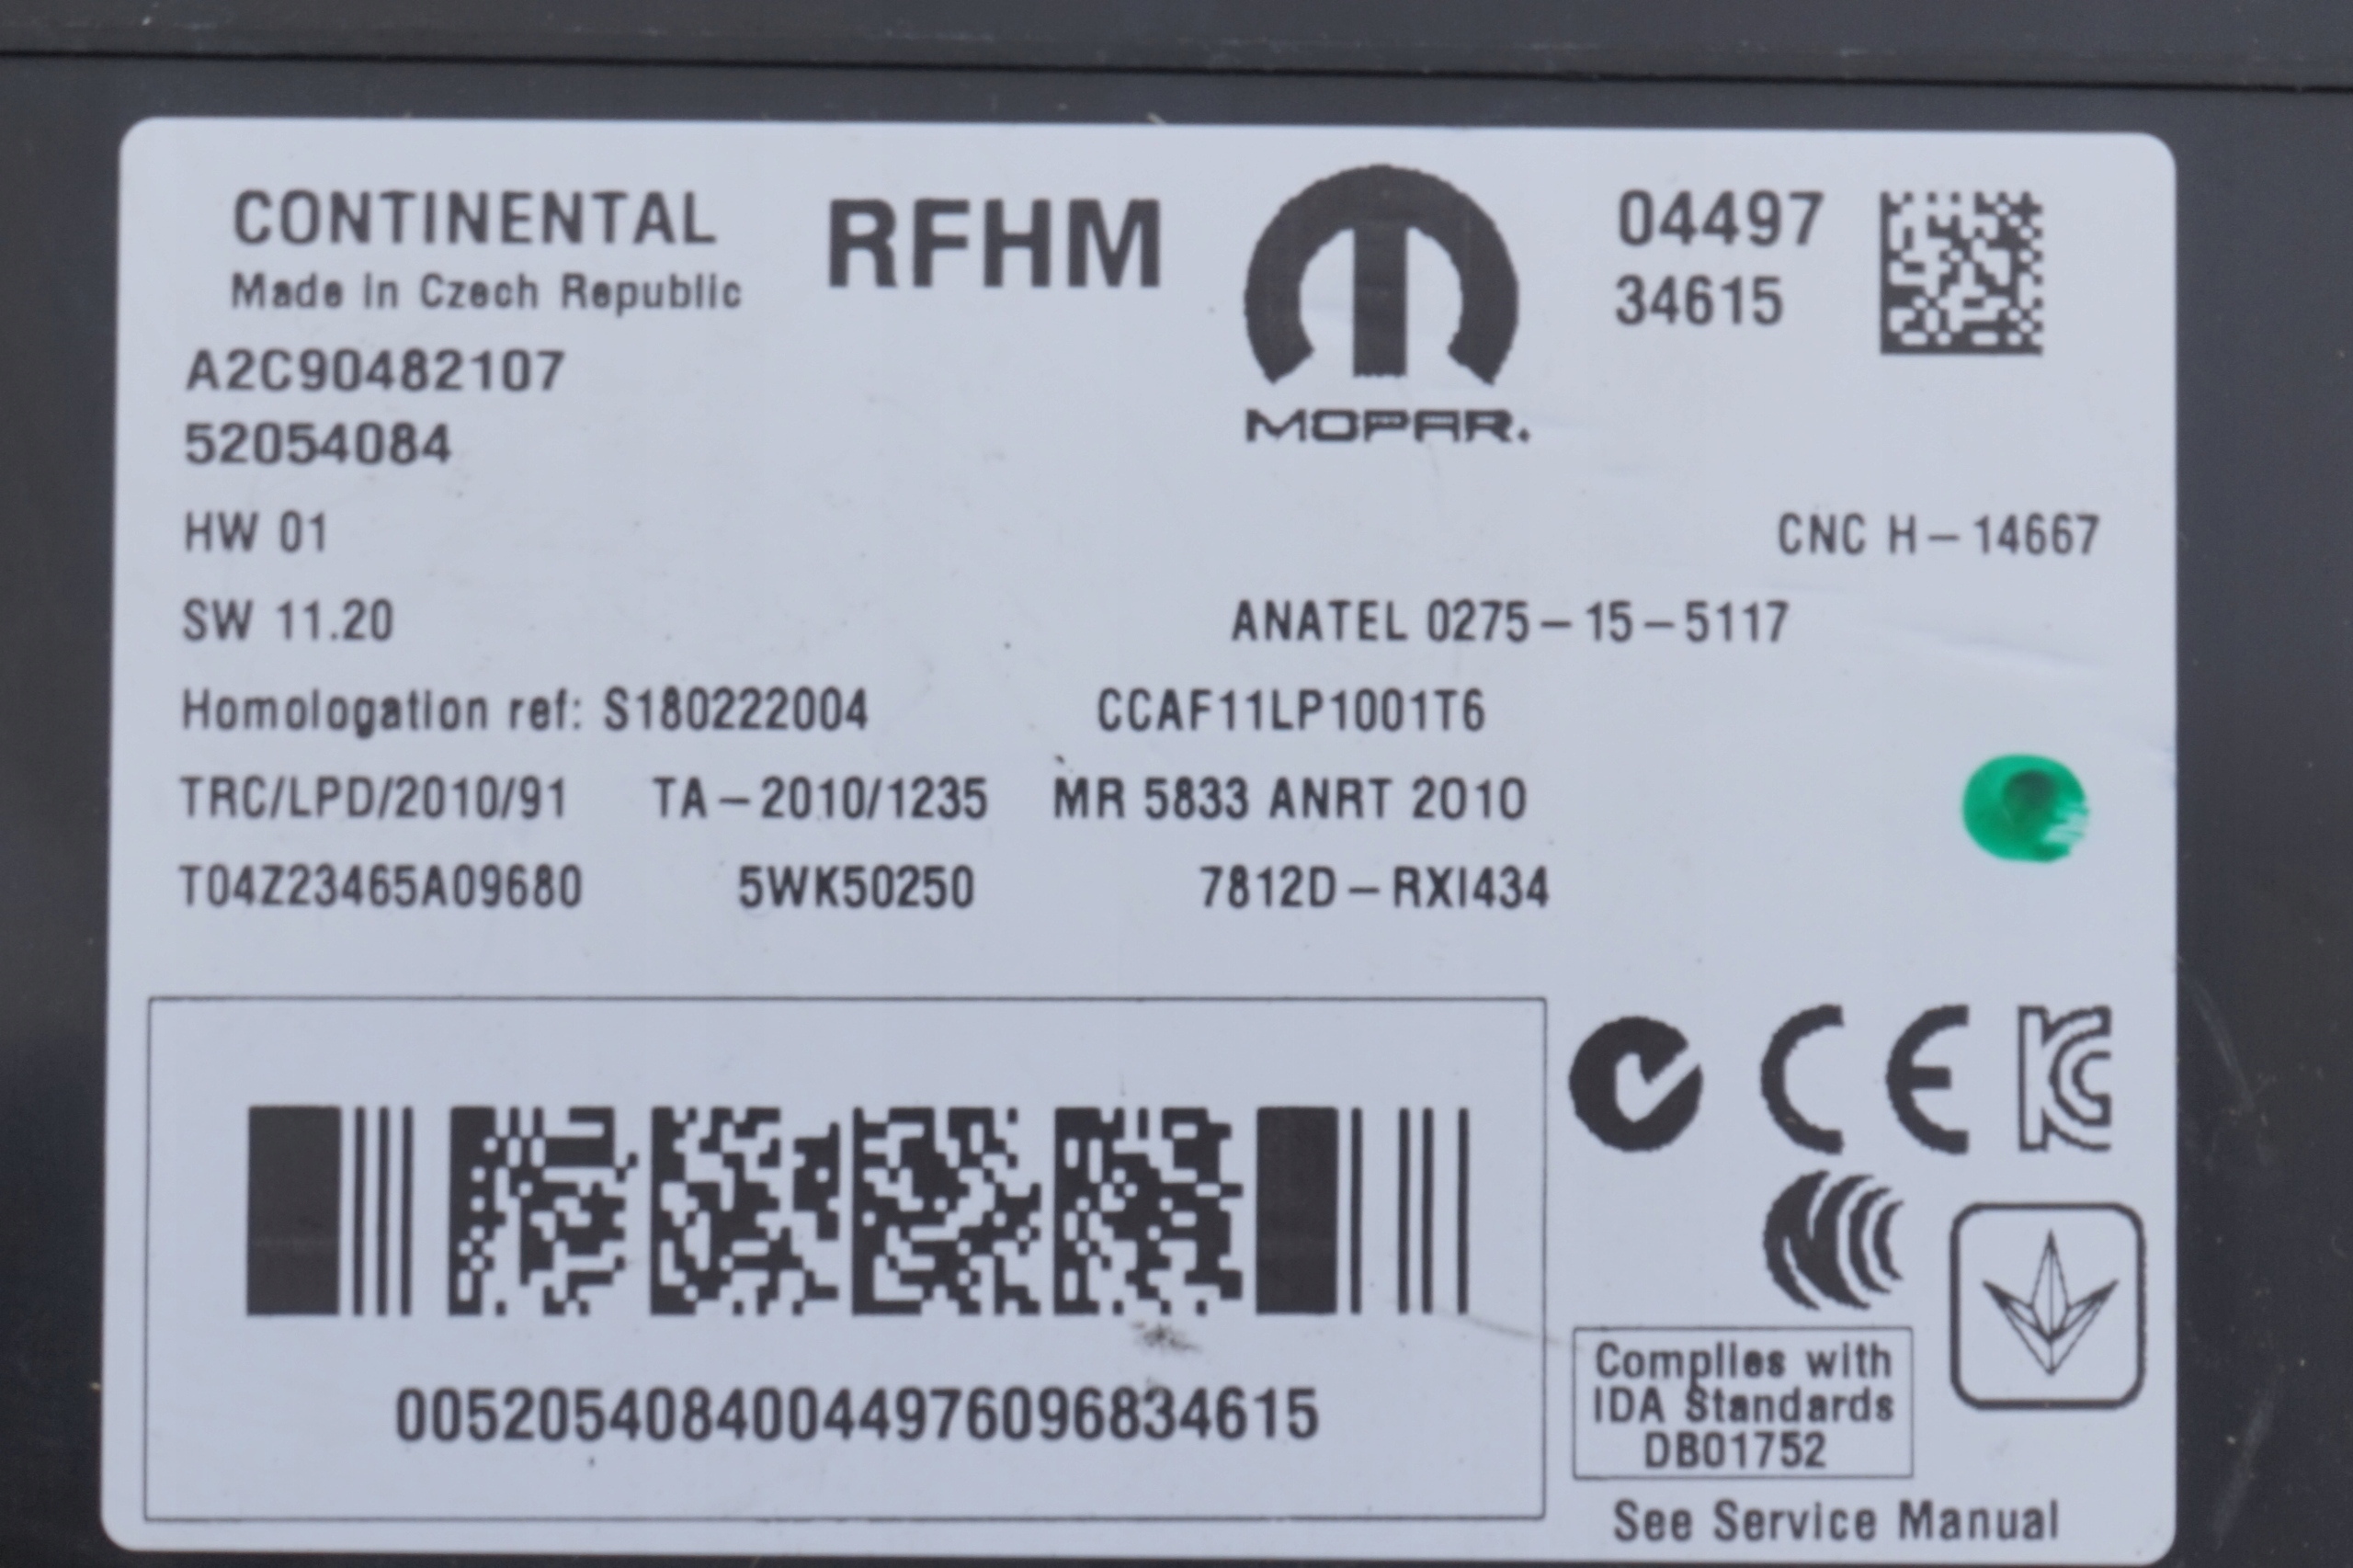 CONTINENTAL
Made in Czech Republic
RFHM
MOPAR.
04497
34615
A2C90482107
52054084
HW 01
CNC H-14667
SW 11.20
ANATEL 0275-15-5117
Homologation ref: S180222004
CCAF11LP1001T6
TRC/LPD/2010/91
TA-2010/1235
MR 5833 ANRT 2010
T04Z23465A09680
5WK50250
7812D-RXI434
00520540840044976096834615
CE
KC
Complies with
IDA Standards
DB01752
See Service Manual